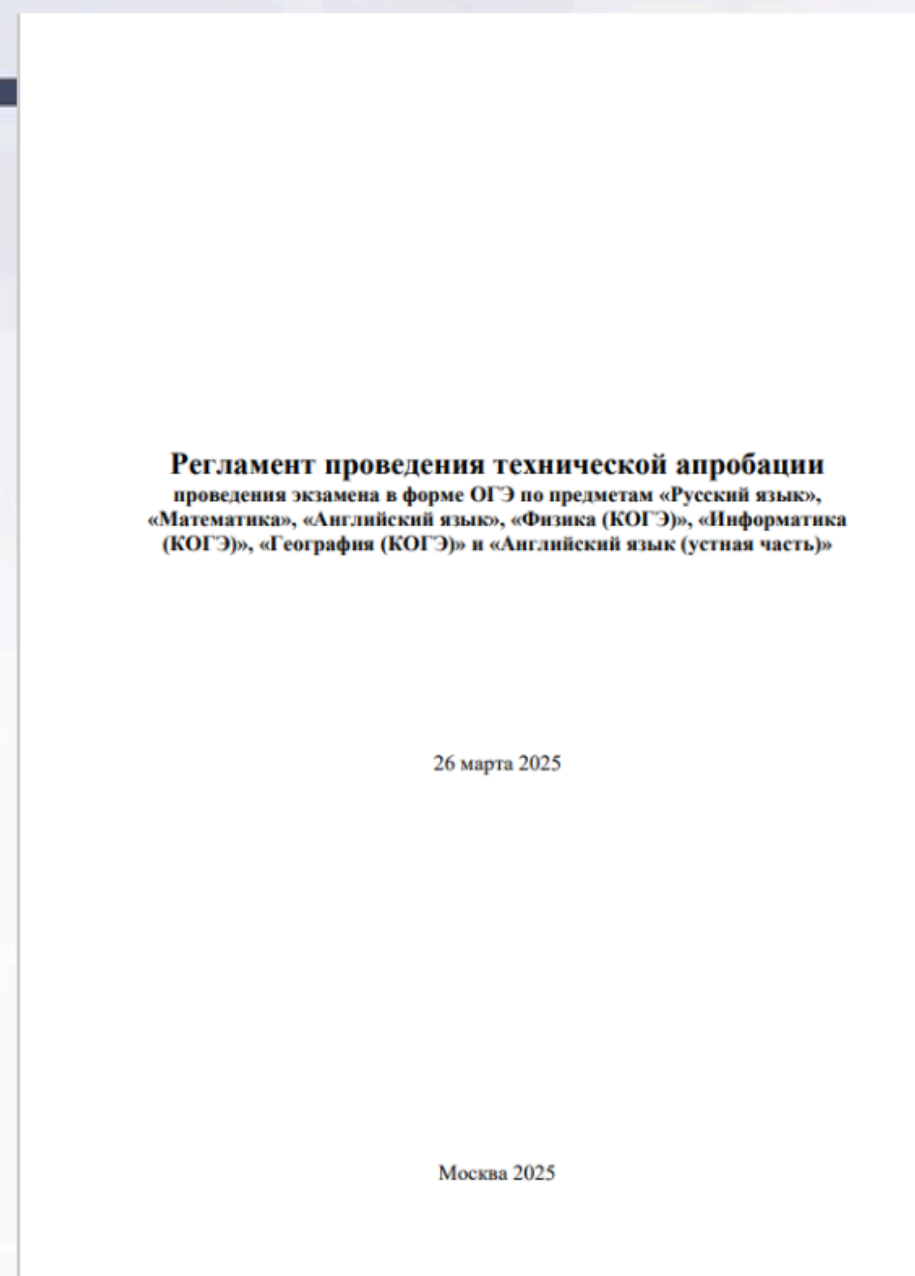 Регламент проведения технической апробации
проведения экзамена в форме ОГЭ по предметам «Русский язык»,
«Математика», «Английский язык», «Физика (КОГЭ)», «Информатика
(КОГЭ)», «География (КОГЭ)» и «Английский язык (устная часть)»
26 марта 2025
Москва 2025